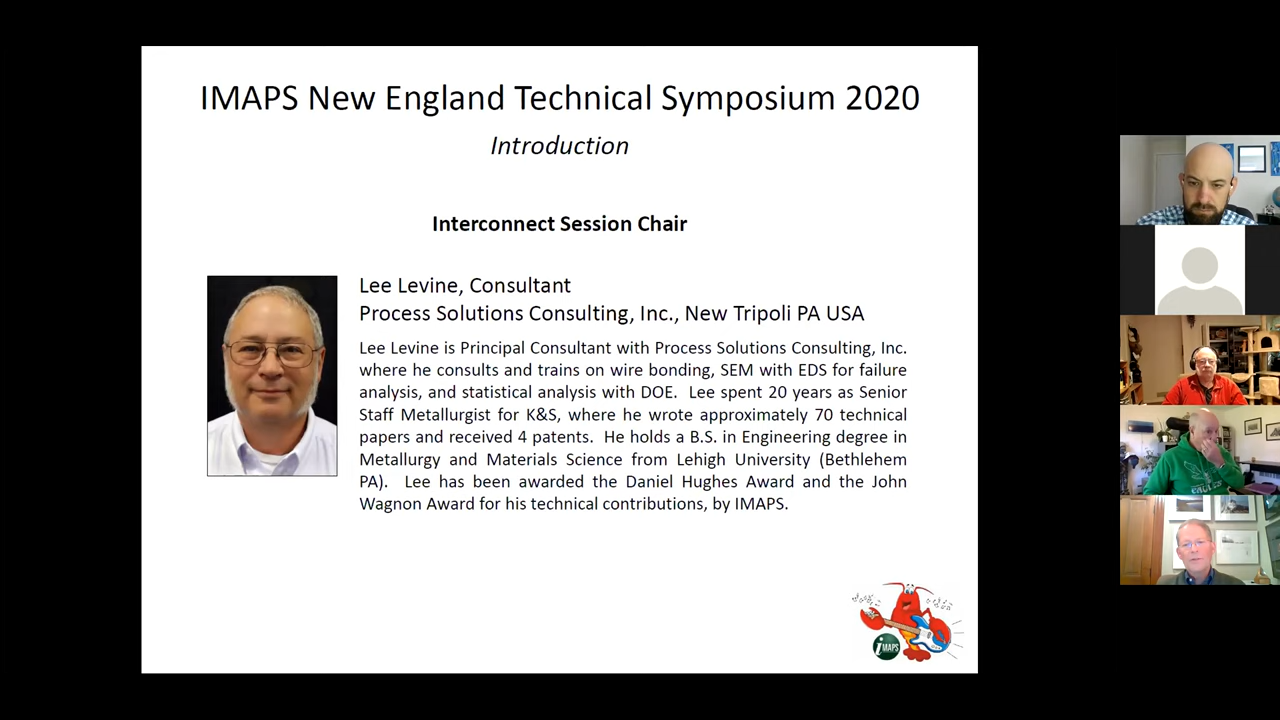 IMAPS New England Technical Symposium 2020
Introduction
Interconnect Session Chair
Lee Levine, Consultant
Process Solutions Consulting, Inc., New Tripoli PA USA
Lee Levine is Principal Consultant with Process Solutions Consulting, Inc.
where he consults and trains on wire bonding, SEM with EDS for failure
analysis, and statistical analysis with DOE. Lee spent 20 years as Senior
Staff Metallurgist for K&S, where he wrote approximately 70 technical
papers and received 4 patents. He holds a B.S. in Engineering degree in
Metallurgy and Materials Science from Lehigh University (Bethlehem
PA). Lee has been awarded the Daniel Hughes Award and the John
Wagnon Award for his technical contributions, by IMAPS.
iMAPS